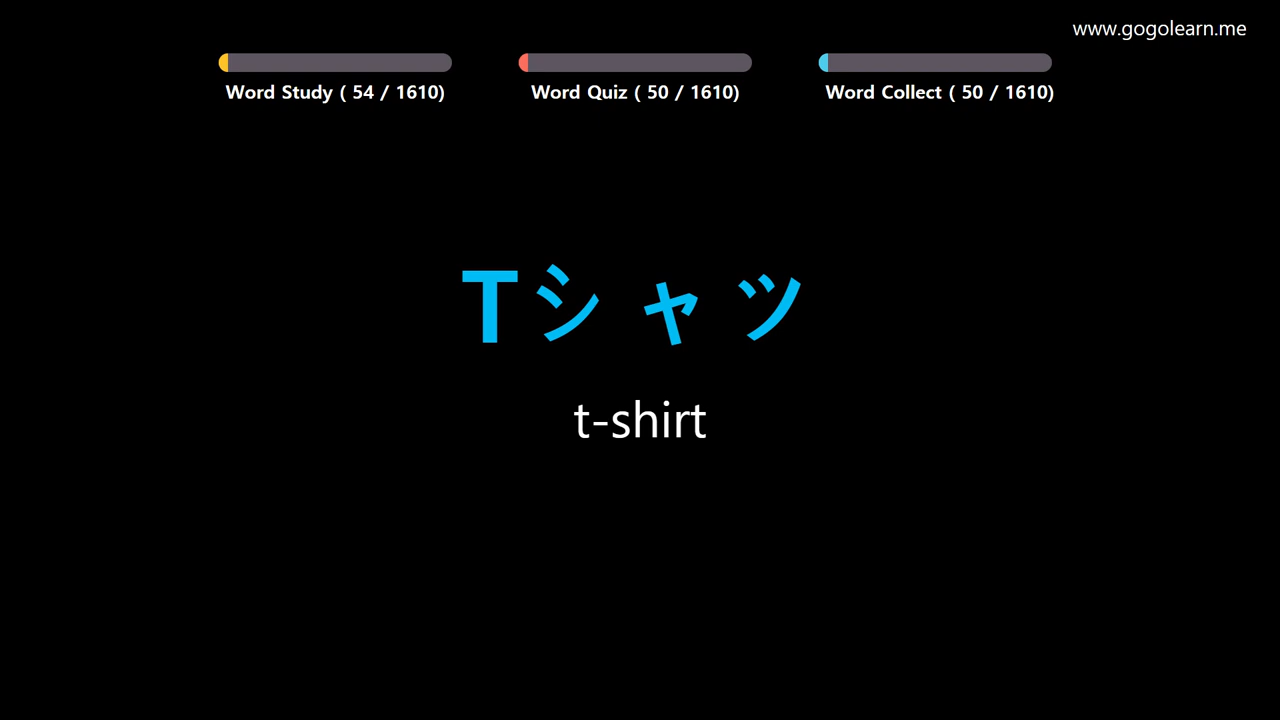 www.gogolearn.me
Word Study ( 54 / 1610)
Word Quiz ( 50 / 1610)
Word Collect ( 50 / 1610)
Tシャツ
t-shirt